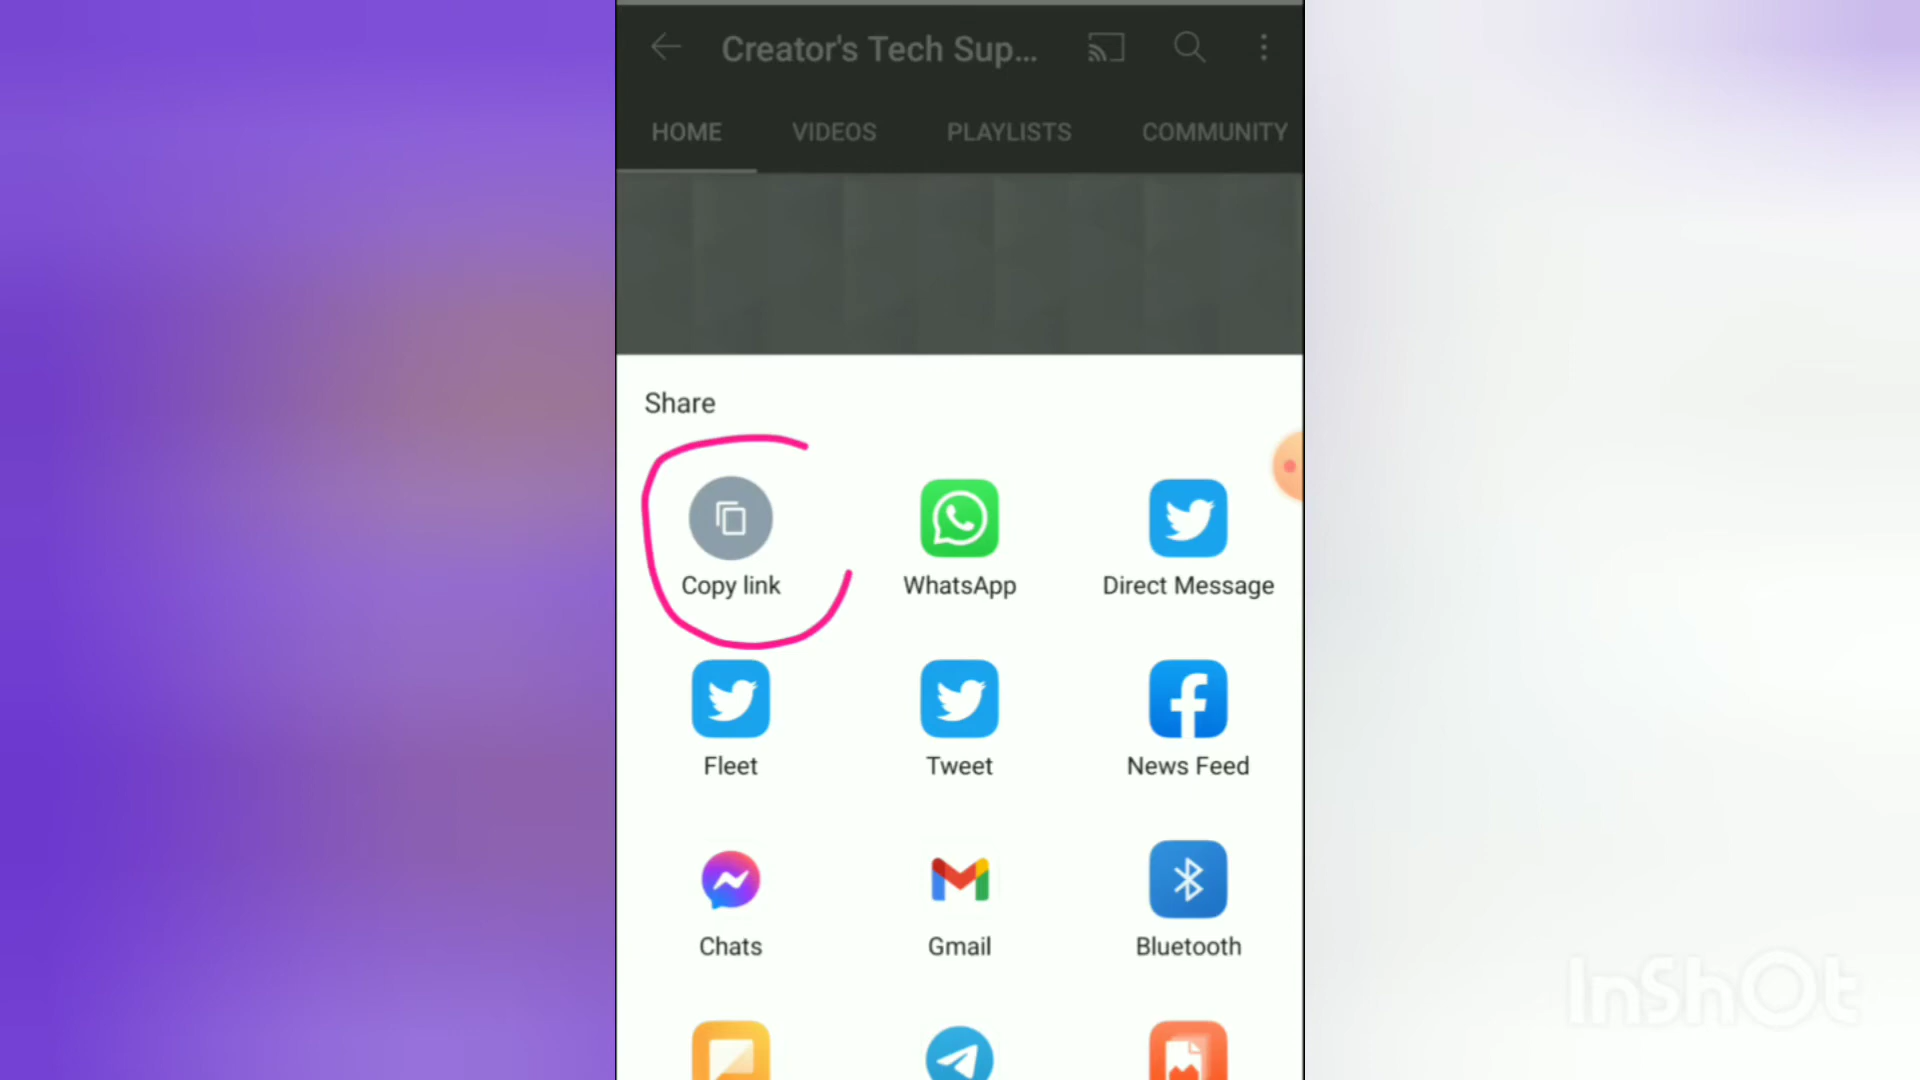 Creator's Tech Sup...
HOME VIDEOS PLAYLISTS COMMUNITY
Share
Copy link WhatsApp Direct Message
Fleet Tweet News Feed
Chats Gmail Bluetooth
InShOt